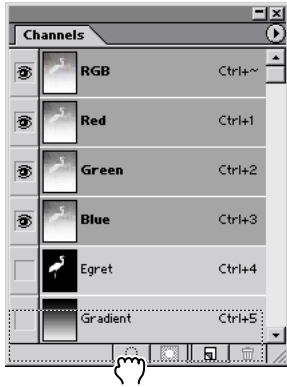 Channels
RGB Ctrl+~
Red Ctrl+1
Green Ctrl+2
Blue Ctrl+3
Egret Ctrl+4
Gradient Ctrl+5